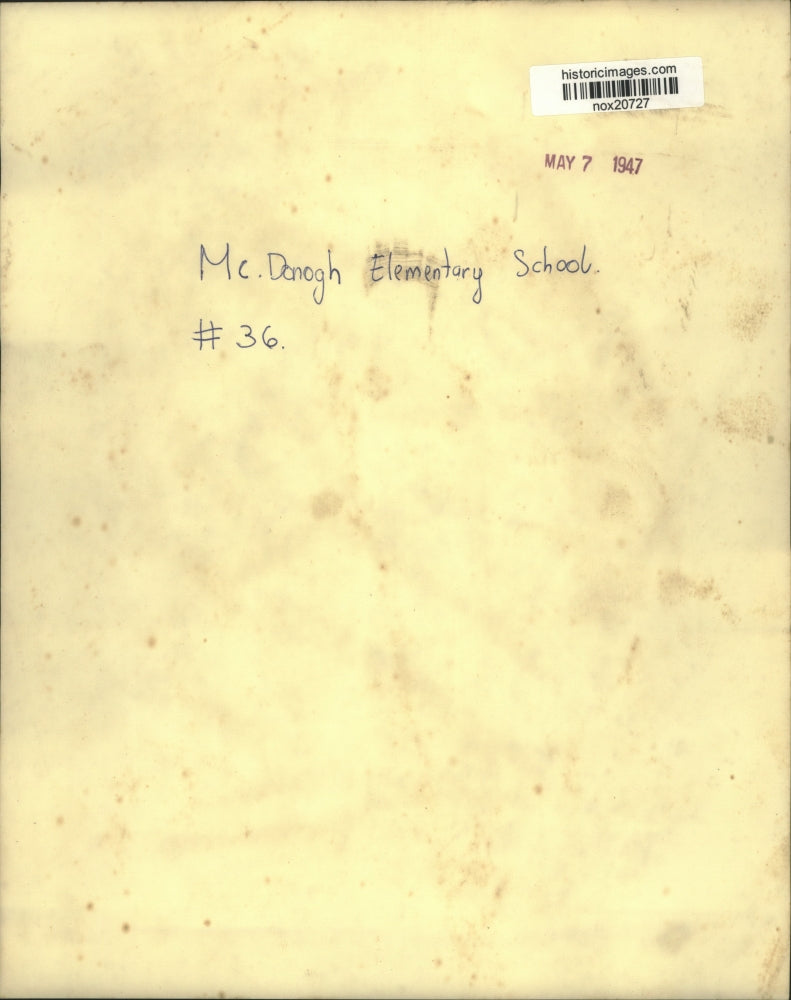 historicimages.com
nox20727
MAY 7 1947
Mc. Donogh Elementary School.
# 36.